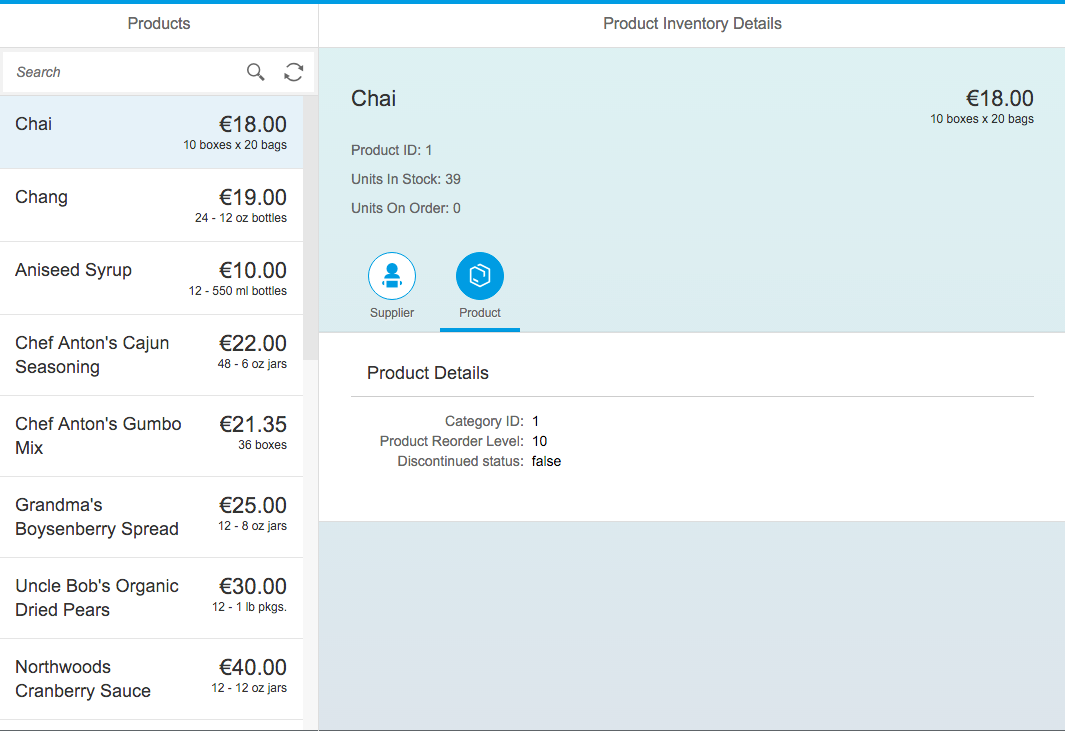 Products
Product Inventory Details
Search
Chai
€18.00
10 boxes x 20 bags
Chang
€19.00
24 - 12 oz bottles
Aniseed Syrup
€10.00
12 - 550 ml bottles
Chef Anton's Cajun
Seasoning
€22.00
48 - 6 oz jars
Chef Anton's Gumbo
Mix
€21.35
36 boxes
Grandma's
Boysenberry Spread
€25.00
12 - 8 oz jars
Uncle Bob's Organic
Dried Pears
€30.00
12 - 1 lb pkgs.
Northwoods
Cranberry Sauce
€40.00
12 - 12 oz jars
Chai
€18.00
10 boxes x 20 bags
Product ID: 1
Units In Stock: 39
Units On Order: 0
Supplier
Product
Product Details
Category ID: 1
Product Reorder Level: 10
Discontinued status: false